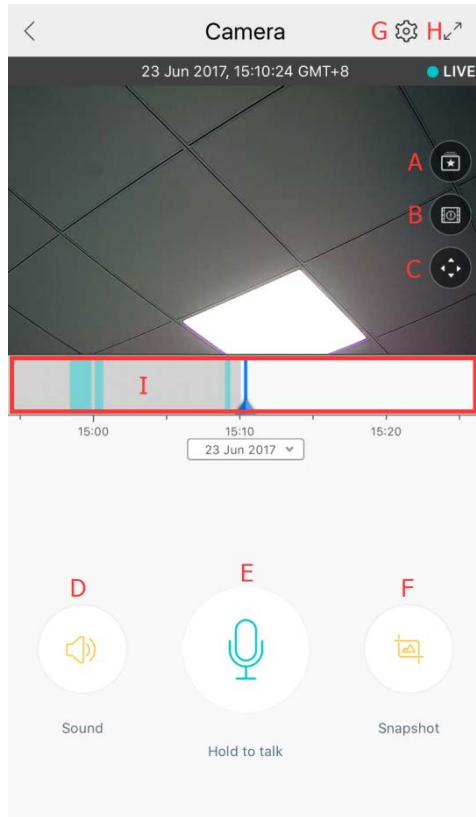 Camera G H
23 Jun 2017, 15:10:24 GMT+8 LIVE
A
B
C
I
15:00 15:10 15:20
23 Jun 2017
D E F
Sound Hold to talk Snapshot